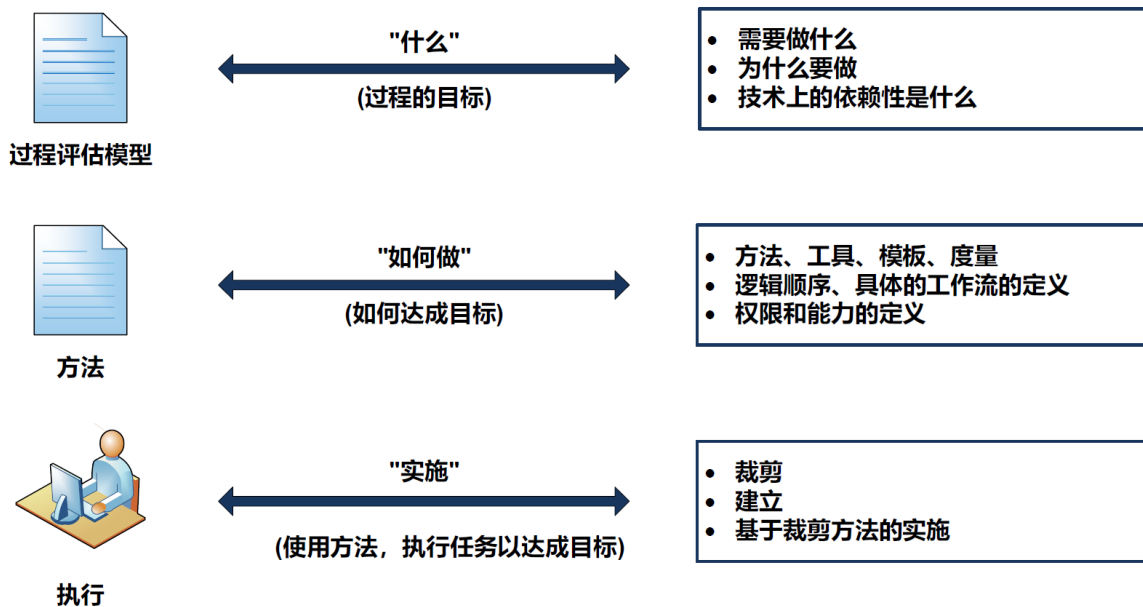 "什么"
(过程的目标)
过程评估模型
• 需要做什么
• 为什么要做
• 技术上的依赖性是什么
"如何做"
(如何达成目标)
方法
• 方法、工具、模板、度量
• 逻辑顺序、具体的工作流的定义
• 权限和能力的定义
"实施"
(使用方法，执行任务以达成目标)
执行
• 裁剪
• 建立
• 基于裁剪方法的实施